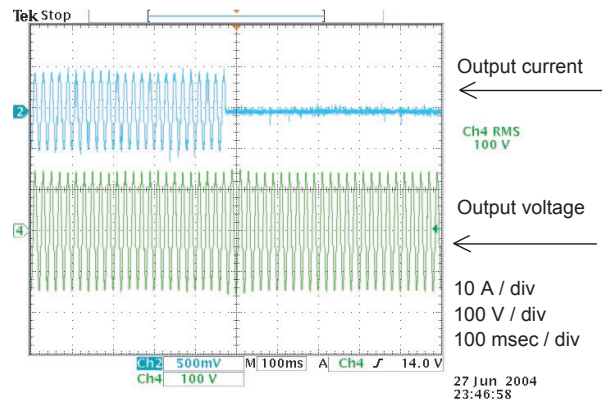 Tek Stop
2
Output current
Ch4 RMS
100 V
4
Output voltage
10 A / div
100 V / div
100 msec / div
Ch2 500mV M 100ms A Ch4 14.0 V
Ch4 100 V
27 Jun 2004
23:46:58